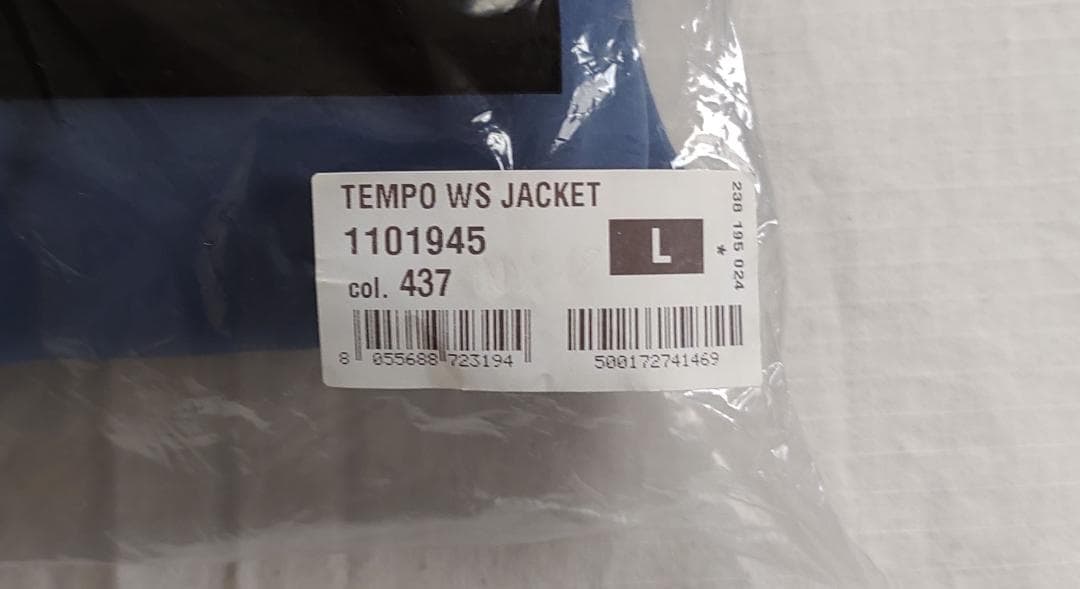 TEMPO WS JACKET
1101945
L
col. 437
8 055688 723194
500172741469
238 195 024
*